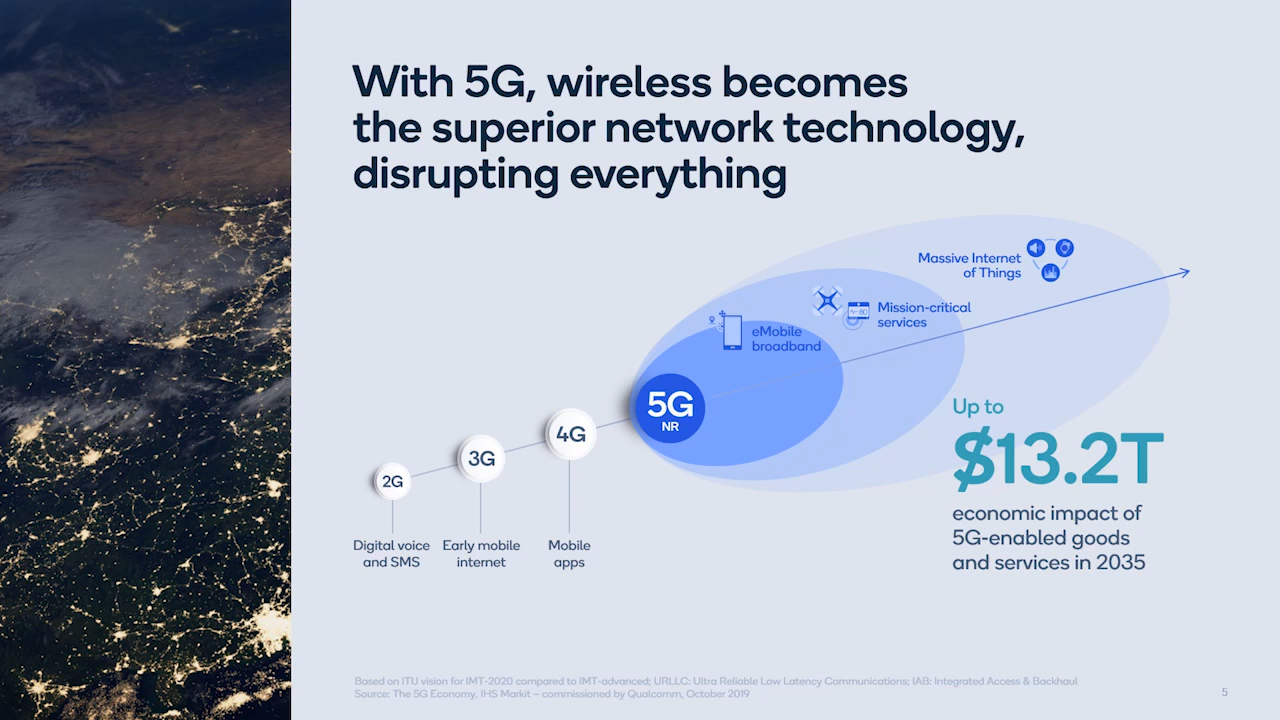 With 5G, wireless becomes
the superior network technology,
disrupting everything
Massive Internet
of Things
Mission-critical
services
eMobile
broadband
5G
NR
4G
3G
2G
Digital voice
and SMS
Early mobile
internet
Mobile
apps
Up to
$13.2T
economic impact of
5G-enabled goods
and services in 2035
Based on ITU vision for IMT-2020 compared to IMT-advanced; URLLC: Ultra Reliable Low Latency Communications; IAB: Integrated Access & Backhaul
Source: The 5G Economy, IHS Markit – commissioned by Qualcomm, October 2019
5